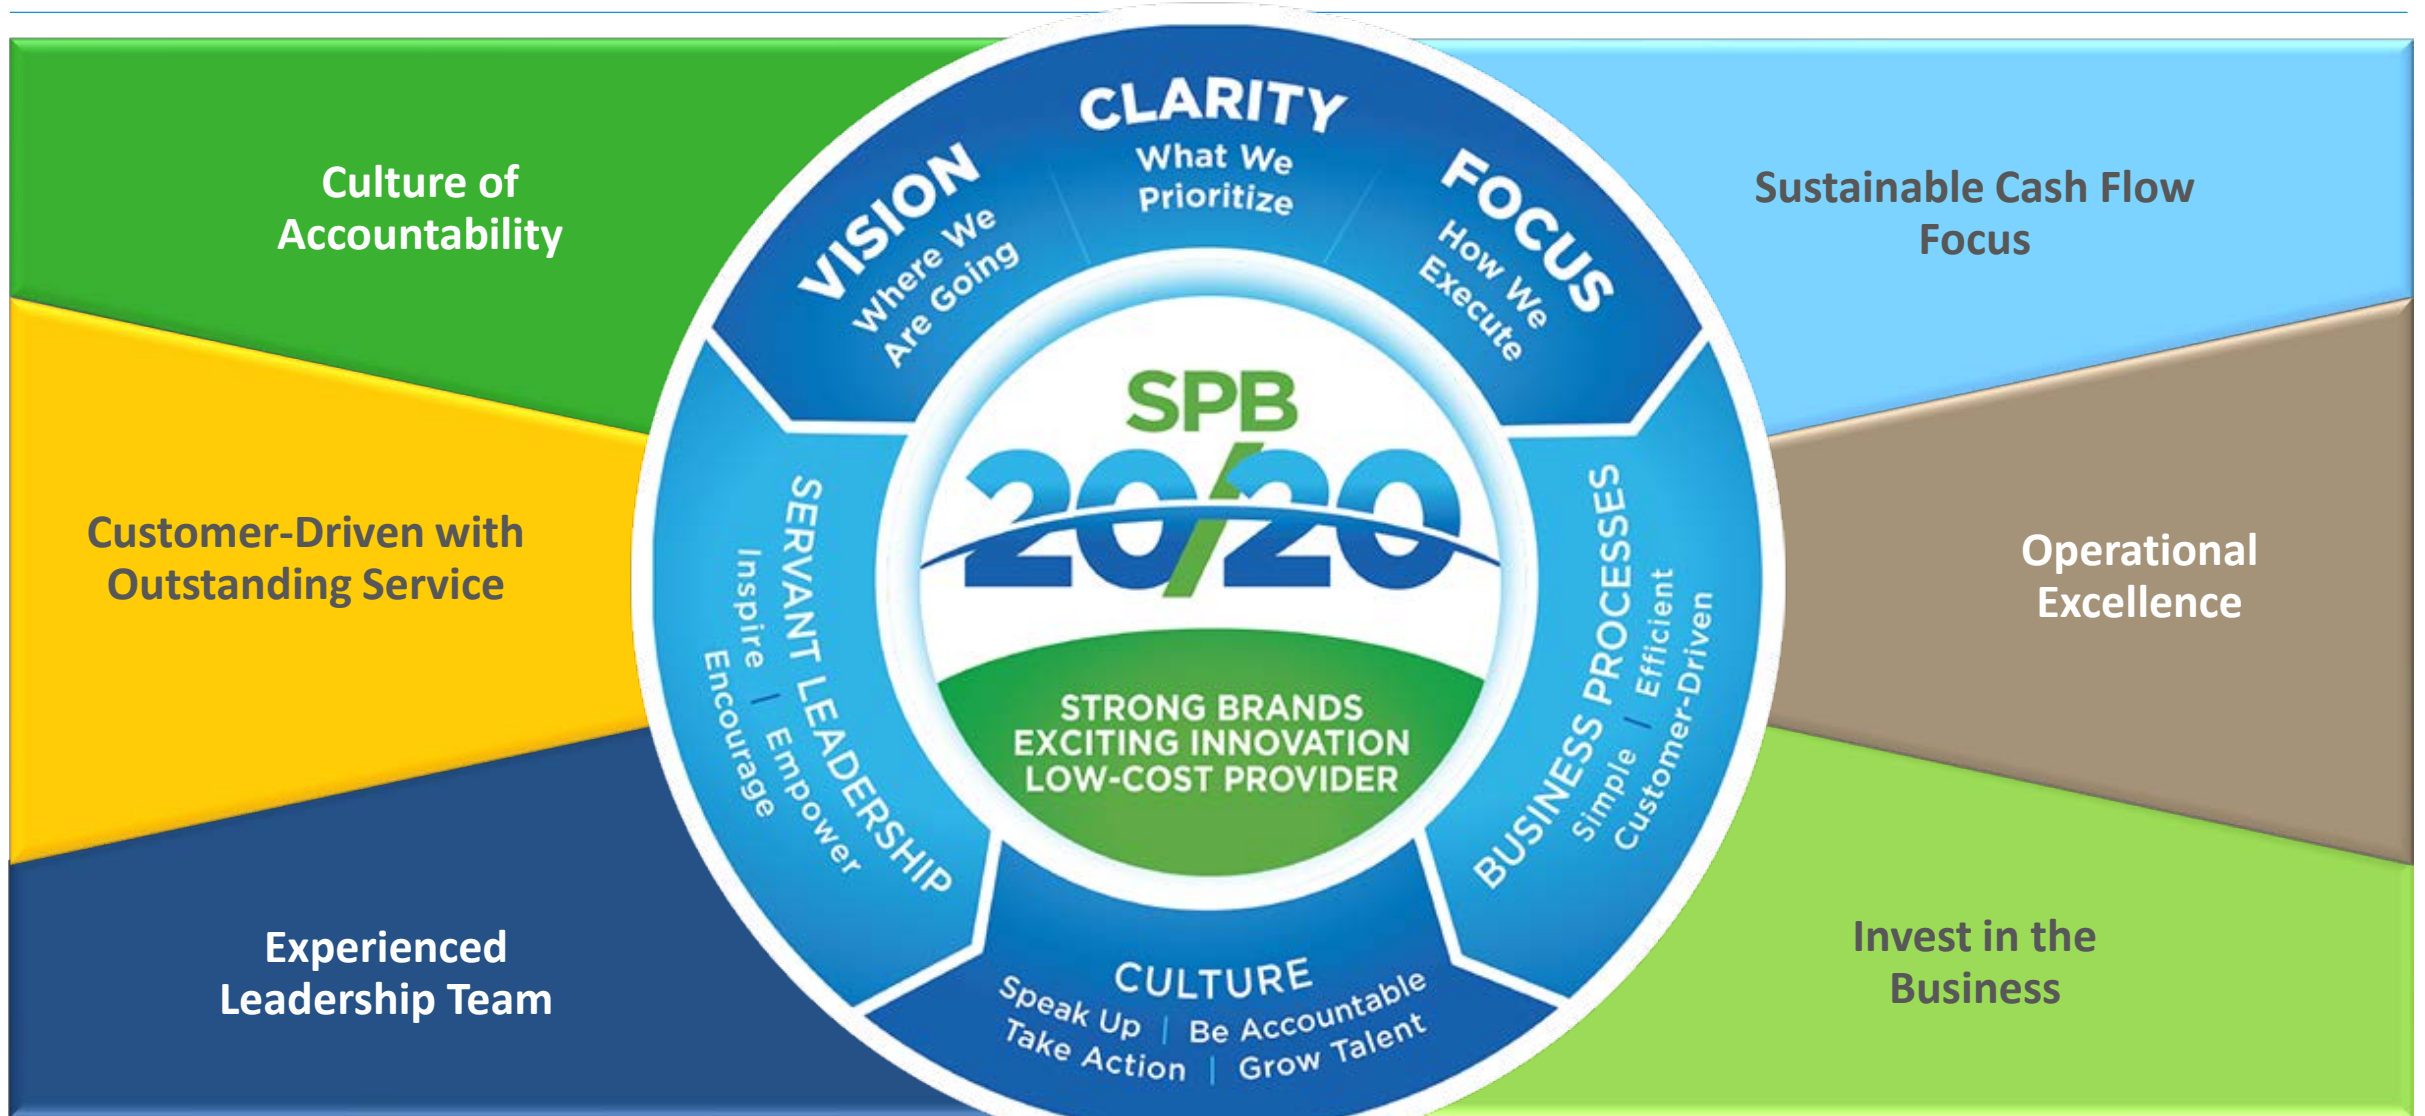 Culture of
Accountability
Customer-Driven with
Outstanding Service
Experienced
Leadership Team
VISION
Where We
Are Going
CLARITY
What We
Prioritize
FOCUS
How We
Execute
SERVANT LEADERSHIP
Inspire | Empower
Encourage
SPB
20/20
STRONG BRANDS
EXCITING INNOVATION
LOW-COST PROVIDER
BUSINESS PROCESSES
Simple / Efficient
Customer-Driven
CULTURE
Speak Up | Be Accountable
Take Action | Grow Talent
Sustainable Cash Flow
Focus
Operational
Excellence
Invest in the
Business